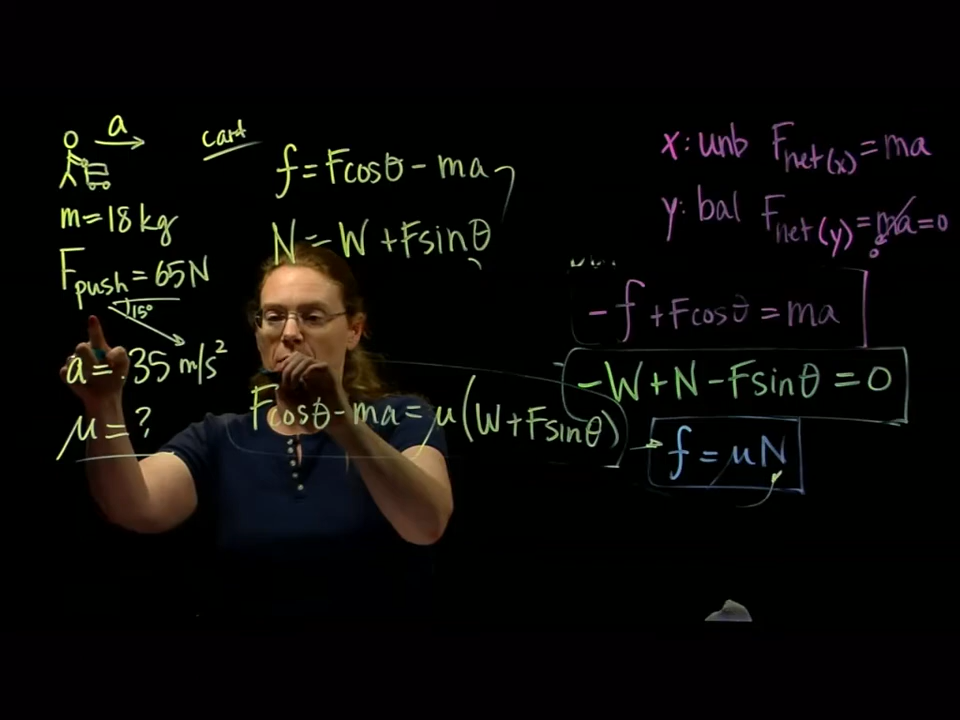 a
cart
m = 18 kg
F push = 65N
15°
a = .35 m/s²
μ = ?
f = Fcosθ - ma
N = W + Fsinθ
Fcosθ - ma = μ(W + Fsinθ)
x: unb F net(x) = ma
y: bal F net(y) = ma = 0
-f + Fcosθ = ma
-W + N - Fsinθ = 0
f = μN